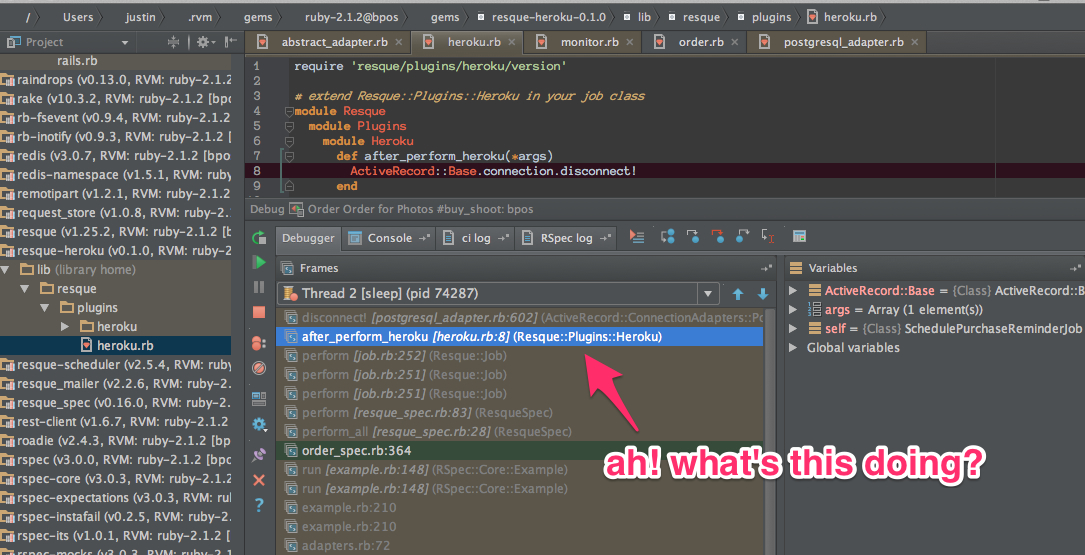 / Users justin .rvm gems ruby-2.1.2@bpos gems resque-heroku-0.1.0 lib resque plugins heroku.rb
Project
abstract_adapter.rb heroku.rb monitor.rb order.rb postgresql_adapter.rb
rails.rb
raindrops (v0.13.0, RVM: ruby-2.1.2
rake (v10.3.2, RVM: ruby-2.1.2 [bpo
rb-fsevent (v0.9.4, RVM: ruby-2.1.2
rb-inotify (v0.9.3, RVM: ruby-2.1.2
redis (v3.0.7, RVM: ruby-2.1.2 [bpo
redis-namespace (v1.5.1, RVM: ruby
remotipart (v1.2.1, RVM: ruby-2.1.2
request_store (v1.0.8, RVM: ruby-2
resque (v1.25.2, RVM: ruby-2.1.2 [b
resque-heroku (v0.1.0, RVM: ruby-2
lib (library home)
resque
plugins
heroku
heroku.rb
resque-scheduler (v2.5.4, RVM: rub
resque_mailer (v2.2.6, RVM: ruby-2
resque_spec (v0.16.0, RVM: ruby-2.
rest-client (v1.6.7, RVM: ruby-2.1.
roadie (v2.4.3, RVM: ruby-2.1.2 [b
rspec (v3.0.0, RVM: ruby-2.1.2 [bp
rspec-core (v3.0.3, RVM: ruby-2.1.
rspec-expectations (v3.0.3, RVM: ru
rspec-instafail (v0.2.5, RVM: ruby-
rspec-its (v1.0.1, RVM: ruby-2.1.2
rspec-mocks (v3.0.3, RVM: ruby-2.
1 require 'resque/plugins/heroku/version'
2
3 # extend Resque::Plugins::Heroku in your job class
4 module Resque
5 module Plugins
6 module Heroku
7 def after_perform_heroku(*args)
8 ActiveRecord::Base.connection.disconnect!
9 end
Debug Order Order for Photos #buy_shoot: bpos
Debugger Console ci log RSpec log
Frames
Thread 2 [sleep] (pid 74287)
disconnect! [postgresql_adapter.rb:602] (ActiveRecord::ConnectionAdapters::Po
after_perform_heroku [heroku.rb:8] (Resque::Plugins::Heroku)
perform [job.rb:252] (Resque::Job)
perform [job.rb:251] (Resque::Job)
perform [job.rb:251] (Resque::Job)
perform [resque_spec.rb:83] (ResqueSpec)
perform_all [resque_spec.rb:28] (ResqueSpec)
order_spec.rb:364
run [example.rb:148] (RSpec::Core::Example)
run [example.rb:148] (RSpec::Core::Example)
example.rb:210
example.rb:210
adapters.rb:72
Variables
ActiveRecord::Base = {Class} ActiveRecord::B
args = Array (1 element(s))
self = {Class} SchedulePurchaseReminderJob
Global variables
ah! what's this doing?